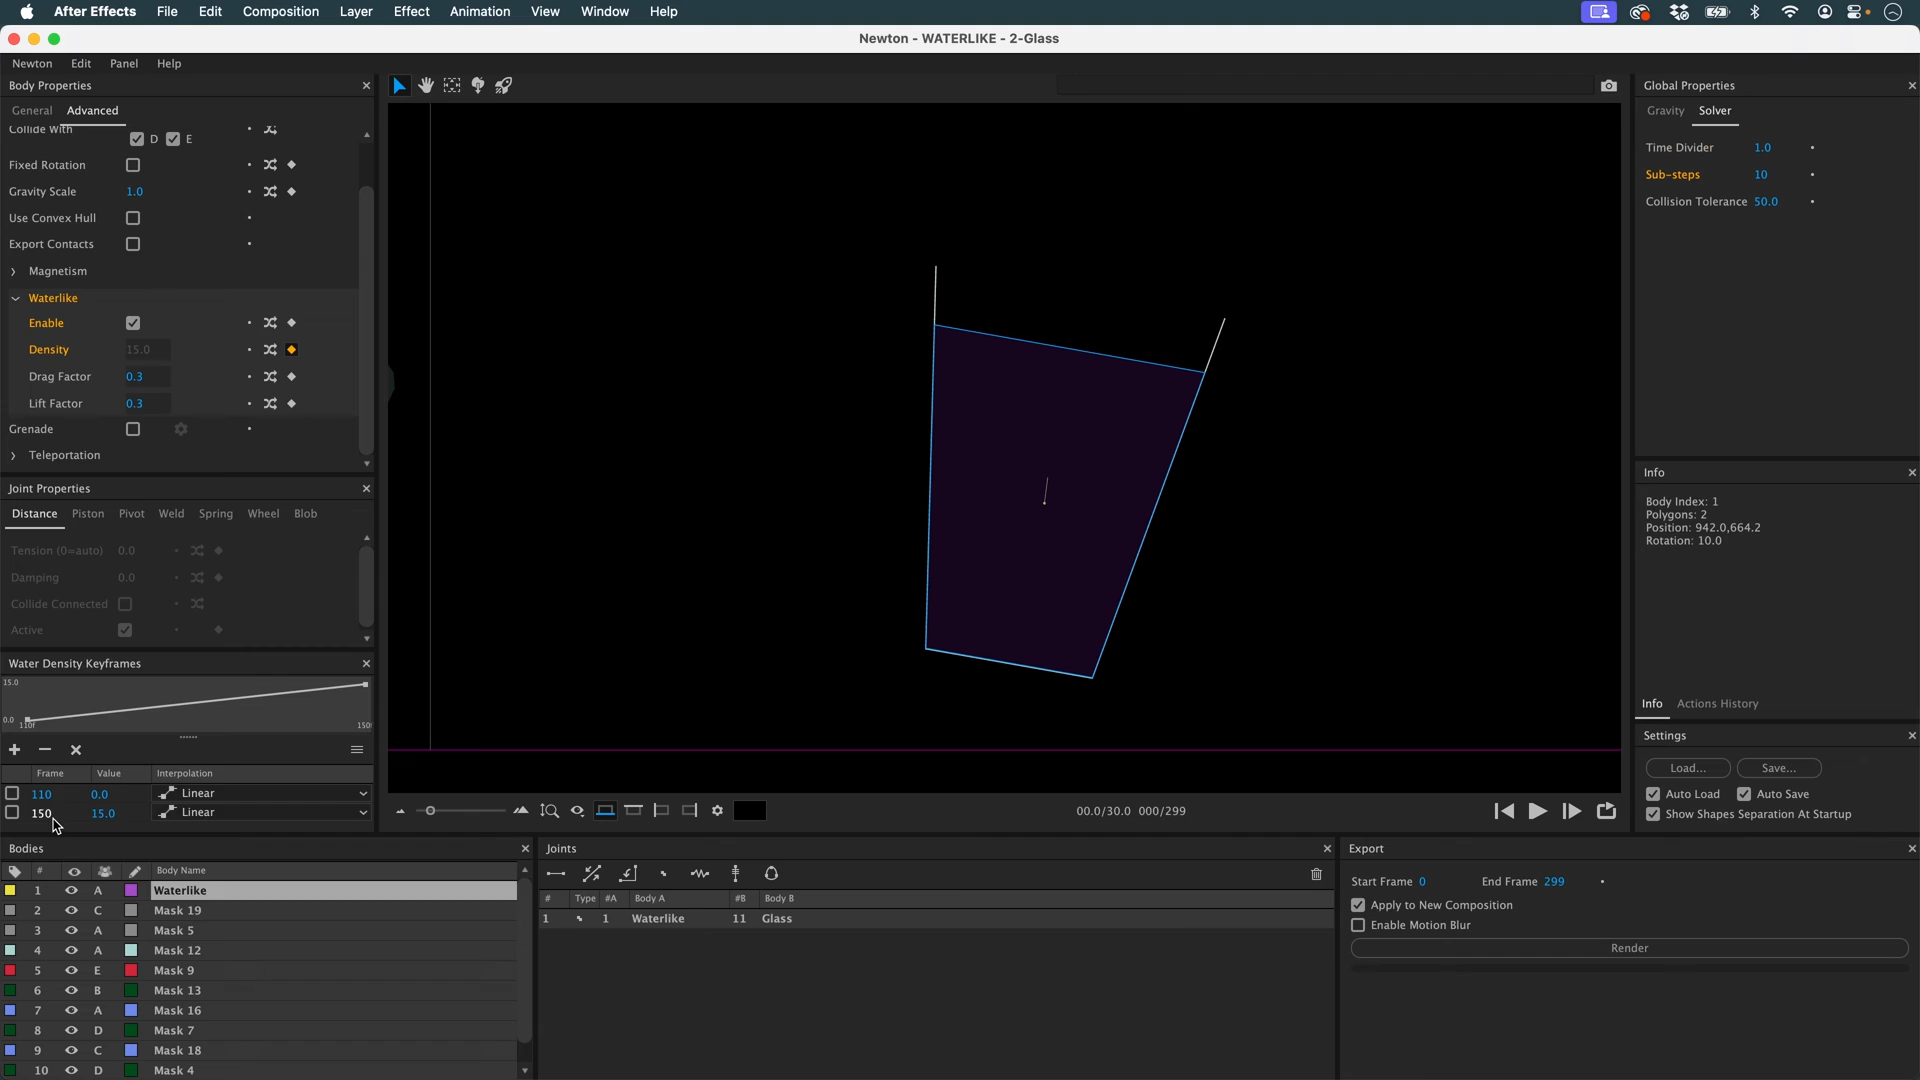 After Effects File Edit Composition Layer Effect Animation View Window Help
Newton - WATERLIKE - 2-Glass
Newton Edit Panel Help
Body Properties
General Advanced
Collide With
D E
Fixed Rotation
Gravity Scale 1.0
Use Convex Hull
Export Contacts
Magnetism
Waterlike
Enable
Density 15.0
Drag Factor 0.3
Lift Factor 0.3
Grenade
Teleportation
Joint Properties
Distance Piston Pivot Weld Spring Wheel Blob
Tension (0=auto) 0.0
Damping 0.0
Collide Connected
Active
Water Density Keyframes
15.0
0.0 110f 150
Frame Value Interpolation
110 0.0 Linear
150 15.0 Linear
00.0/30.0 000/299
Global Properties
Gravity Solver
Time Divider 1.0
Sub-steps 10
Collision Tolerance 50.0
Info
Body Index: 1
Polygons: 2
Position: 942.0,664.2
Rotation: 10.0
Info Actions History
Settings
Load... Save...
Auto Load Auto Save
Show Shapes Separation At Startup
Bodies
# Body Name
1 A Waterlike
2 C Mask 19
3 A Mask 5
4 A Mask 12
5 E Mask 9
6 B Mask 13
7 A Mask 16
8 D Mask 7
9 C Mask 18
10 D Mask 4
Joints
# Type #A Body A #B Body B
1 1 Waterlike 11 Glass
Export
Start Frame 0 End Frame 299
Apply to New Composition
Enable Motion Blur
Render